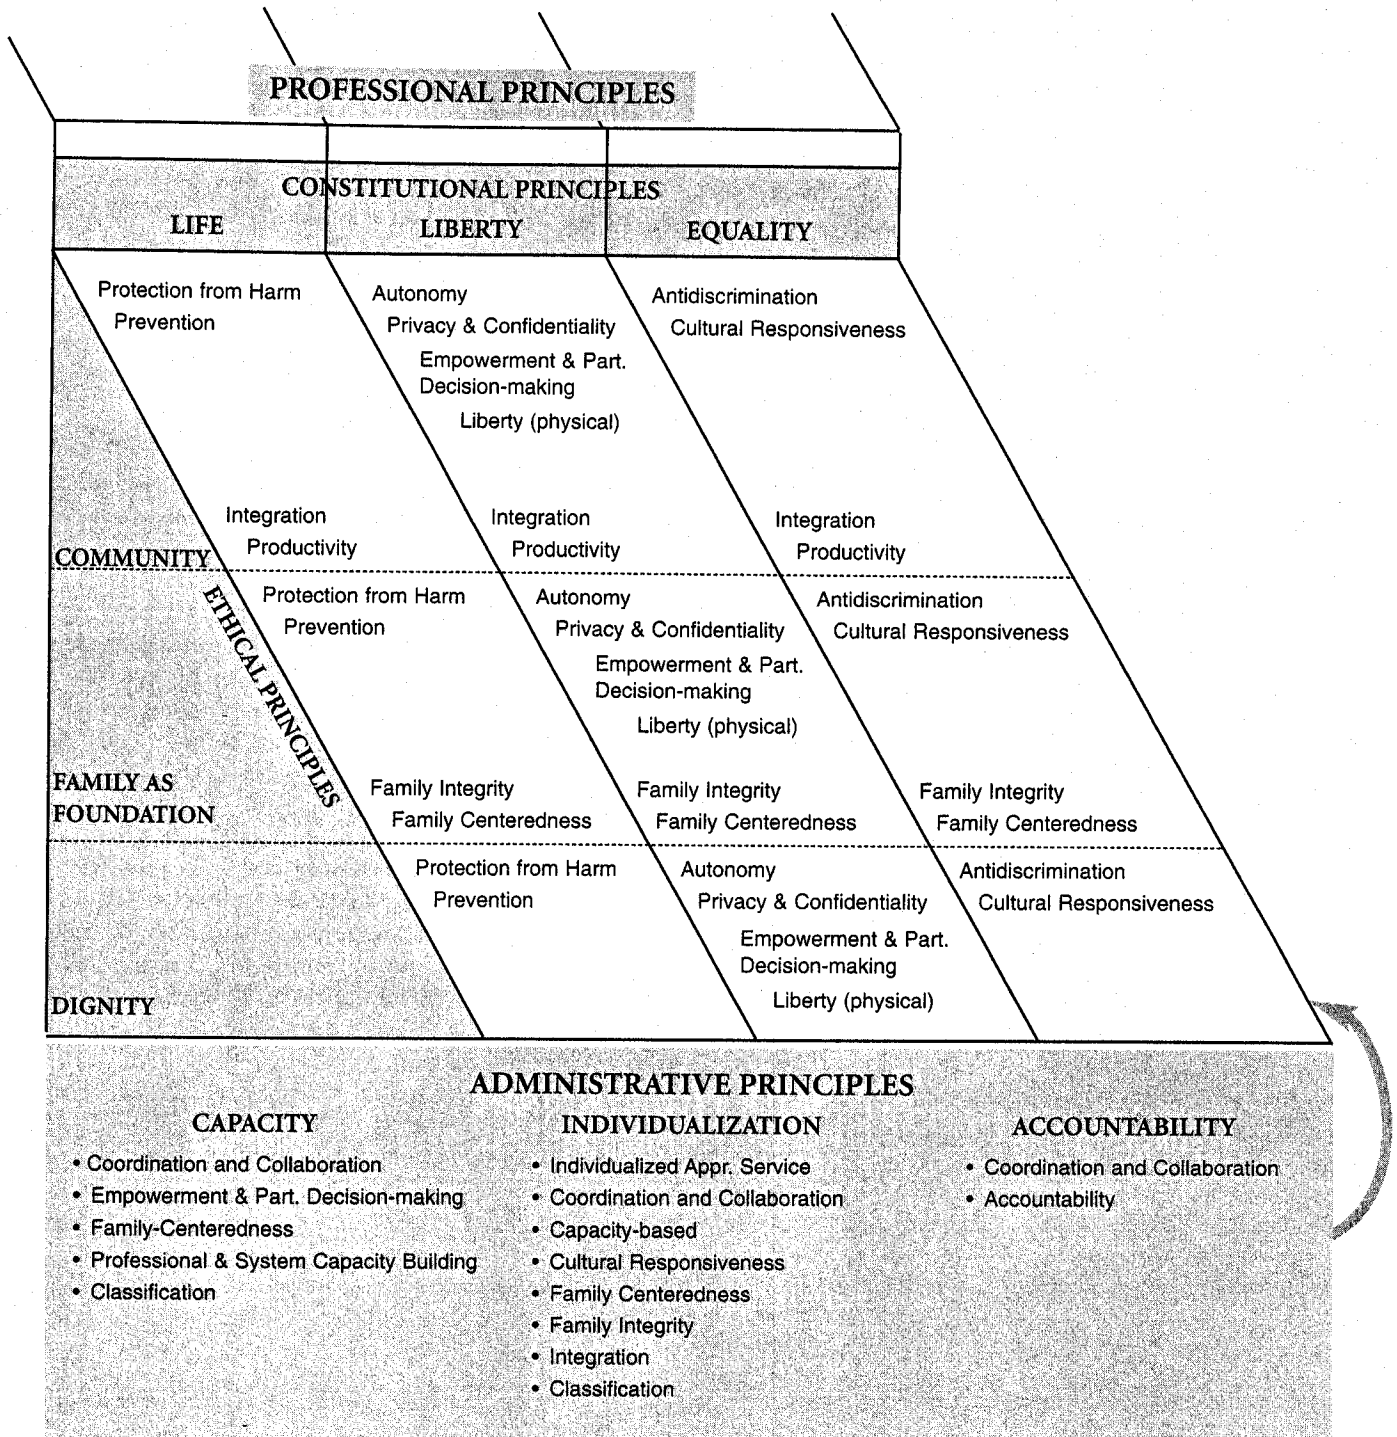 PROFESSIONAL PRINCIPLES
CONSTITUTIONAL PRINCIPLES
LIFE
LIBERTY
EQUALITY
Protection from Harm
Prevention
Autonomy
Privacy & Confidentiality
Empowerment & Part.
Decision-making
Liberty (physical)
Antidiscrimination
Cultural Responsiveness
Integration
Productivity
Integration
Productivity
Integration
Productivity
COMMUNITY
ETHICAL PRINCIPLES
Protection from Harm
Prevention
Autonomy
Privacy & Confidentiality
Empowerment & Part.
Decision-making
Liberty (physical)
Antidiscrimination
Cultural Responsiveness
FAMILY AS
FOUNDATION
Family Integrity
Family Centeredness
Family Integrity
Family Centeredness
Family Integrity
Family Centeredness
Protection from Harm
Prevention
Autonomy
Privacy & Confidentiality
Empowerment & Part.
Decision-making
Liberty (physical)
Antidiscrimination
Cultural Responsiveness
DIGNITY
ADMINISTRATIVE PRINCIPLES
CAPACITY
• Coordination and Collaboration
• Empowerment & Part. Decision-making
• Family-Centeredness
• Professional & System Capacity Building
• Classification
INDIVIDUALIZATION
• Individualized Appr. Service
• Coordination and Collaboration
• Capacity-based
• Cultural Responsiveness
• Family Centeredness
• Family Integrity
• Integration
• Classification
ACCOUNTABILITY
• Coordination and Collaboration
• Accountability